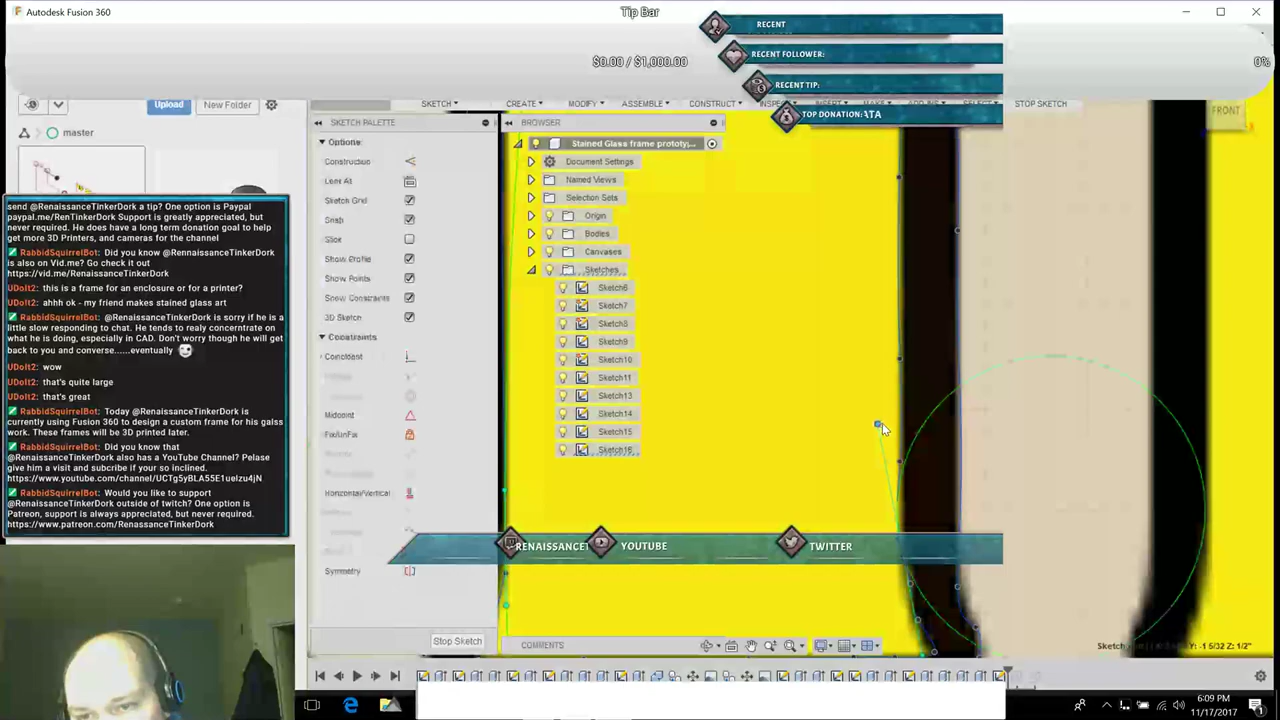 Autodesk Fusion 360
Tip Bar
RECENT
RECENT FOLLOWER:
$0.00 / $1,000.00
0%
RECENT TIP:
Upload
New Folder
SKETCH
CREATE
MODIFY
ASSEMBLE
CONSTRUCT
STOP SKETCH
TOP DONATION: ATA
FRONT
master
SKETCH PALETTE
BROWSER
Options
Stained Glass frame prototy...
Construction
Document Settings
Look At
Named Views
Sketch Grid
Selection Sets
Snap
Origin
Slice
Bodies
Show Profile
Canvases
Show Points
Sketches
Show Constraints
Sketch6
3D Sketch
Sketch7
Constraints
Sketch8
Coincident
Sketch9
Sketch10
Sketch11
Sketch13
Midpoint
Sketch14
Fix/UnFix
Sketch15
Sketch16
Horizontal/Vertical
Symmetry
Stop Sketch
send @RenaissanceTinkerDork a tip? One option is Paypal
paypal.me/RenTinkerDork Support is greatly appreciated, but
never required. He does have a long term donation goal to help
get more 3D Printers, and cameras for the channel
RabbidSquirrelBot: Did you know @RennaissanceTinkerDork
is also on Vid.me? Go check it out
https://vid.me/RenaissanceTinkerDork
UDoIt2: this is a frame for an enclosure or for a printer?
UDoIt2: ahhh ok - my friend makes stained glass art
RabbidSquirrelBot: @RenaissanceTinkerDork is sorry if he is a
little slow responding to chat. He tends to realy concerntrate on
what he is doing, especially in CAD. Don't worry though he will get
back to you and converse......eventually
UDoIt2: wow
UDoIt2: that's quite large
UDoIt2: that's great
RabbidSquirrelBot: Today @RenaissanceTinkerDork is
currently using Fusion 360 to design a custom frame for his galss
work. These frames will be 3D printed later.
RabbidSquirrelBot: Did you know that
@RenaissanceTinkerDork also has a YouTube Channel? Pelase
give him a visit and subcribe if your so inclined.
https://www.youtube.com/channel/UCTg5yBLA55E1uelzu4jN
RabbidSquirrelBot: Would you like to support
@RenaissanceTinkerDork outside of twitch? One option is
Patreon, support is always appreciated, but never required.
https://www.patreon.com/RenassanceTinkerDork
RENAISSANCET
YOUTUBE
TWITTER
COMMENTS
Y: -1 5/32 Z: 1/2"
6:09 PM
11/17/2017